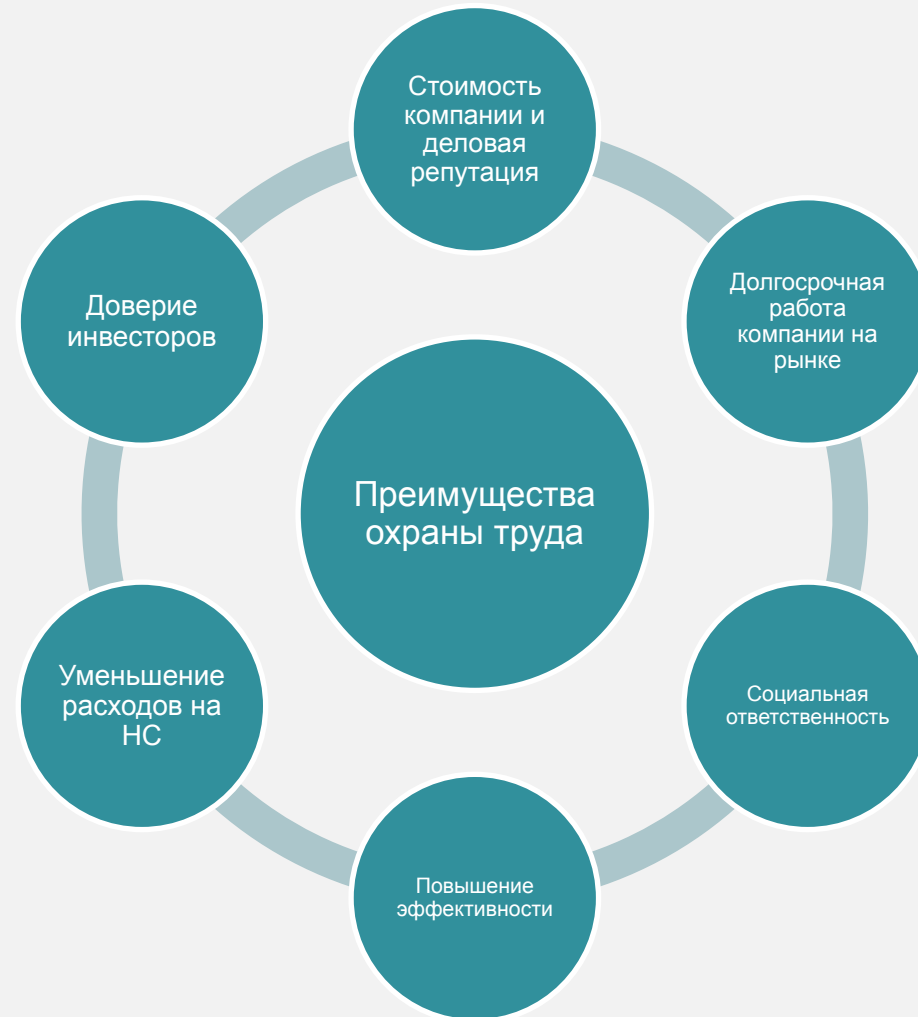 Стоимость
компании и
деловая
репутация
Долгосрочная
работа
компании на
рынке
Социальная
ответственность
Повышение
эффективности
Уменьшение
расходов на
НС
Доверие
инвесторов
Преимущества
охраны труда